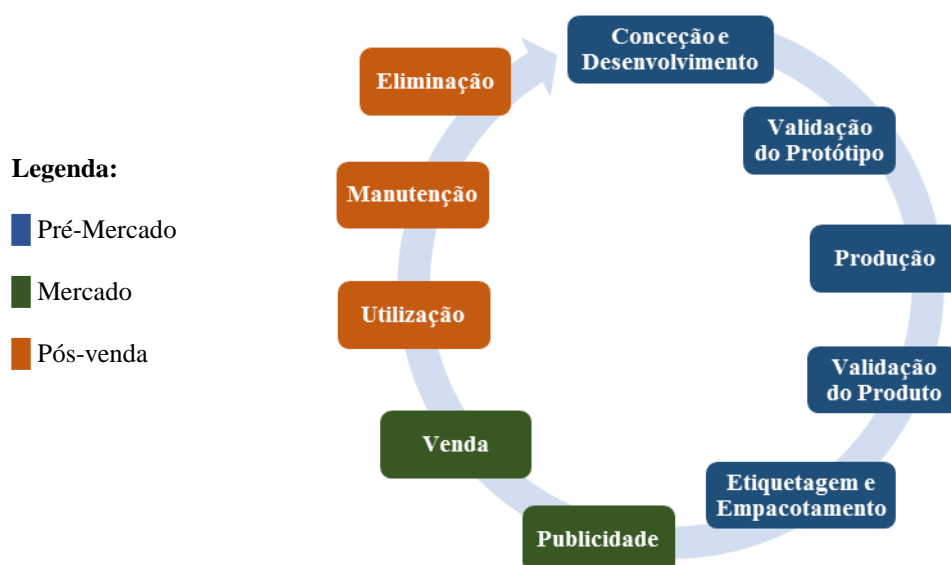 Legenda:
Pré-Mercado
Mercado
Pós-venda
Conceção e
Desenvolvimento
Validação
do Protótipo
Produção
Validação
do Produto
Etiquetagem e
Empacotamento
Publicidade
Venda
Utilização
Manutenção
Eliminação